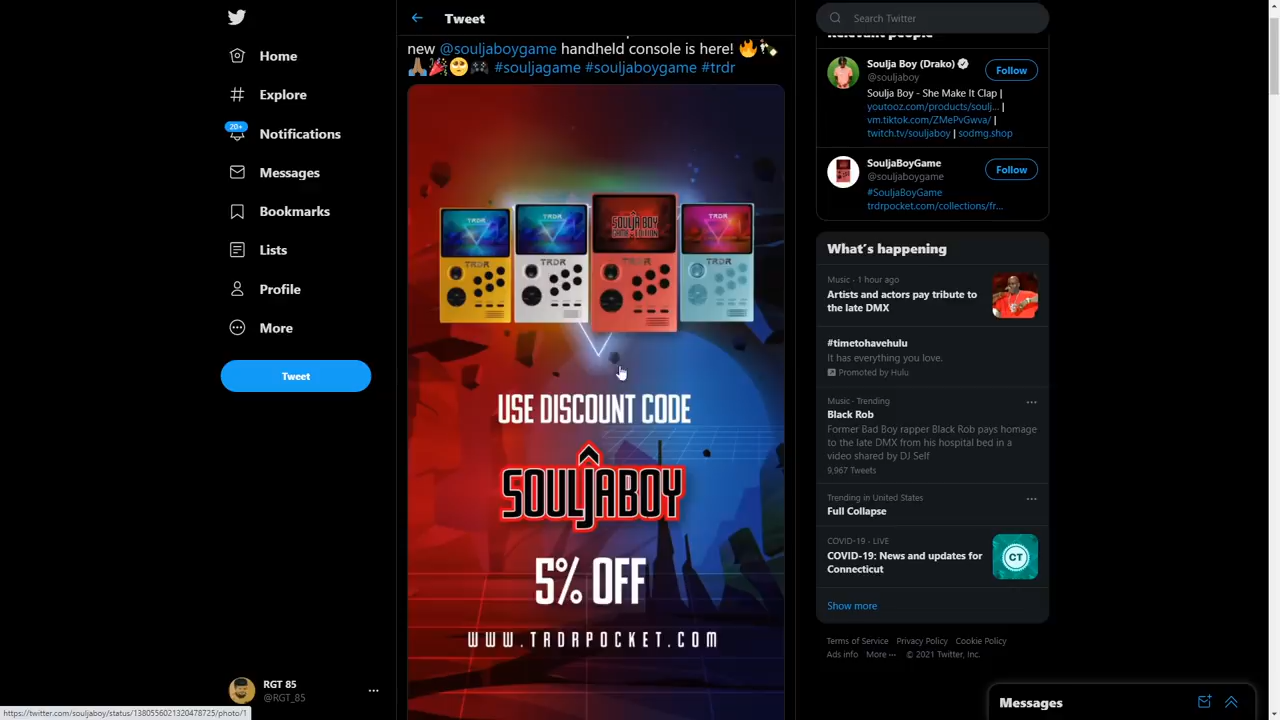 Home
Explore
20+
Notifications
Messages
Bookmarks
Lists
Profile
More
Tweet
RGT 85
@RGT_85
https://twitter.com/souljaboy/status/1380556021320478725/photo/1
Tweet
new @souljaboygame handheld console is here!
#souljagame #souljaboygame #trdr
TRDR
TRDR
SOULJA BOY
GAME EDITION
TRDR
TRDR
TRDR
TRDR
TRDR
USE DISCOUNT CODE
SOULJABOY
5% OFF
WWW.TRDRPOCKET.COM
Search Twitter
Relevant people
Soulja Boy (Drako)
@souljaboy
Follow
Soulja Boy - She Make It Clap |
youtooz.com/products/soulj... |
vm.tiktok.com/ZMePvGwva/ |
twitch.tv/souljaboy | sodmg.shop
SouljaBoyGame
@souljaboygame
Follow
#SouljaBoyGame
trdrpocket.com/collections/fr...
What's happening
Music · 1 hour ago
Artists and actors pay tribute to
the late DMX
#timetohavehulu
It has everything you love.
Promoted by Hulu
Music · Trending
Black Rob
Former Bad Boy rapper Black Rob pays homage
to the late DMX from his hospital bed in a
video shared by DJ Self
9,967 Tweets
Trending in United States
Full Collapse
COVID-19 · LIVE
COVID-19: News and updates for
Connecticut
CT
Show more
Terms of Service Privacy Policy Cookie Policy
Ads info More ··· © 2021 Twitter, Inc.
Messages